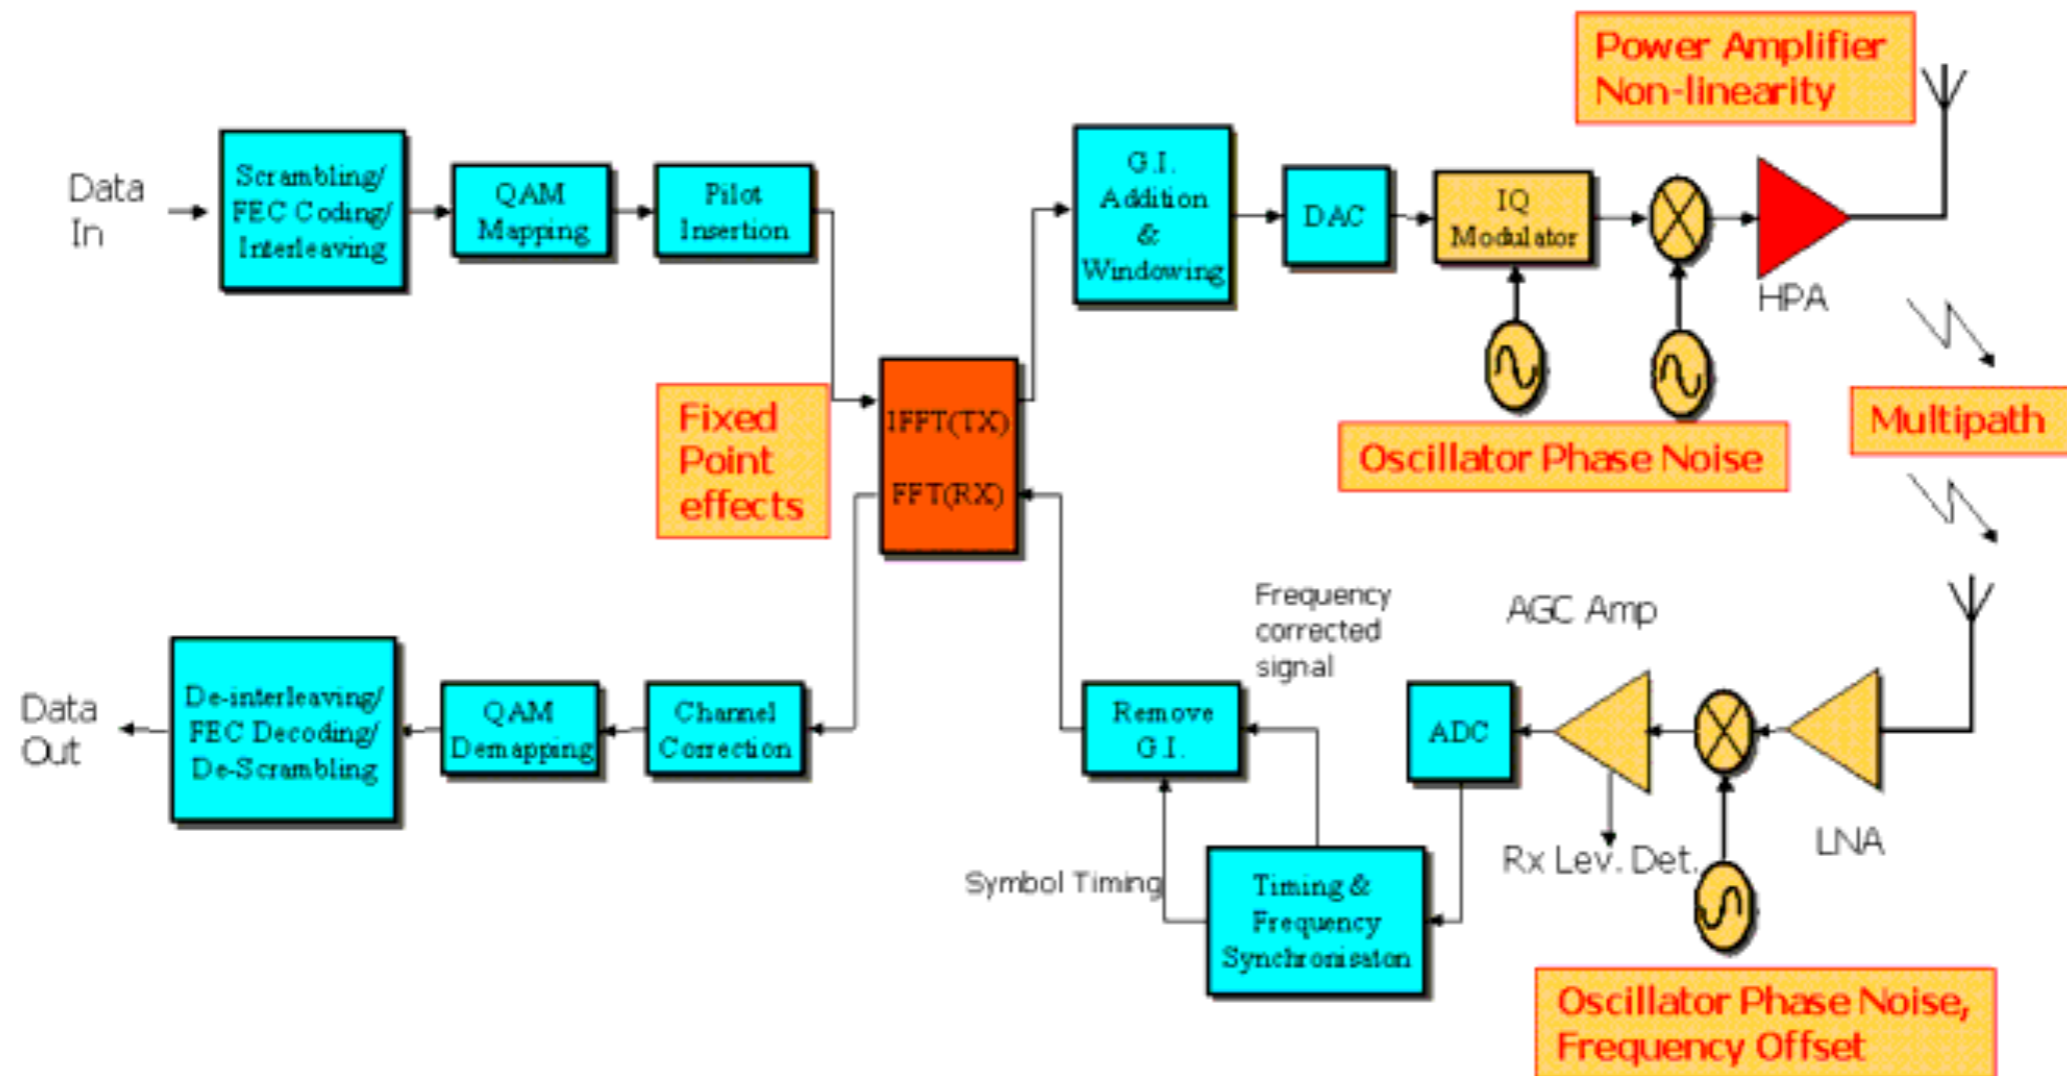 Power Amplifier
Non-linearity
Data
In
Scrambling/
FEC Coding/
Interleaving
QAM
Mapping
Pilot
Insertion
G.I.
Addition
&
Windowing
DAC
IQ
Modulator
HPA
Fixed
Point
effects
IFFT(TX)
FFT(RX)
Oscillator Phase Noise
Multipath
Data
Out
De-interleaving/
FEC Decoding/
De-Scrambling
QAM
Demapping
Channel
Correction
Remove
G.I.
Frequency
corrected
signal
AGC Amp
ADC
LNA
Rx Lev. Det.
Symbol Timing
Timing &
Frequency
Synchronisaton
Oscillator Phase Noise,
Frequency Offset